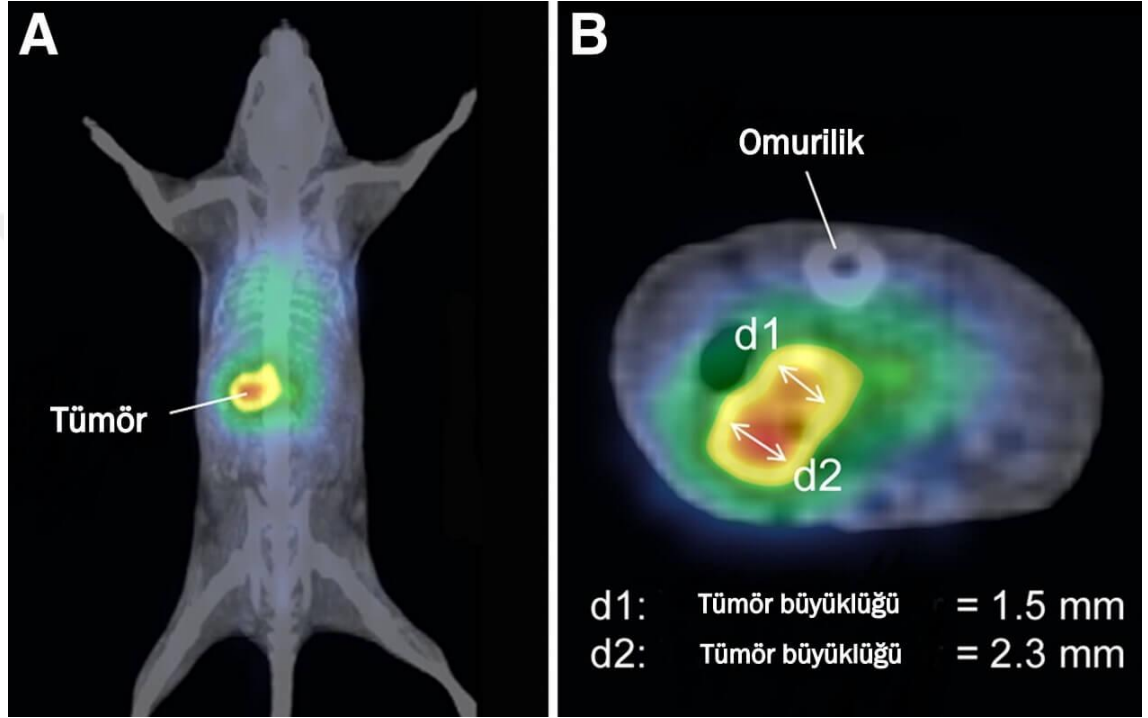 A
Tümör
B
Omurilik
d1
d2
d1: Tümör büyüklüğü = 1.5 mm
d2: Tümör büyüklüğü = 2.3 mm